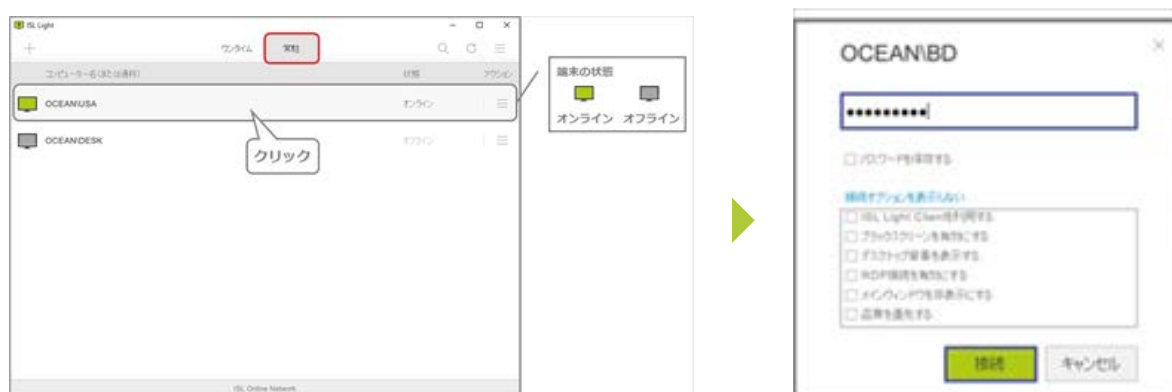 ISL Light
ワンタイム
常駐
コンピューター名(または通称)
状態
アクション
OCEAN\USA
オンライン
OCEAN\DESK
オフライン
クリック
ISL Online Network
端末の状態
オンライン
オフライン
OCEAN\BD
•••••••••
パスワードを保存する
接続オプションを表示しない
ISL Light Clientを利用する
ブラックスクリーンを有効にする
デスクトップ背景を表示する
RDP接続を有効にする
メインウィンドウを非表示にする
品質を優先する
接続
キャンセル